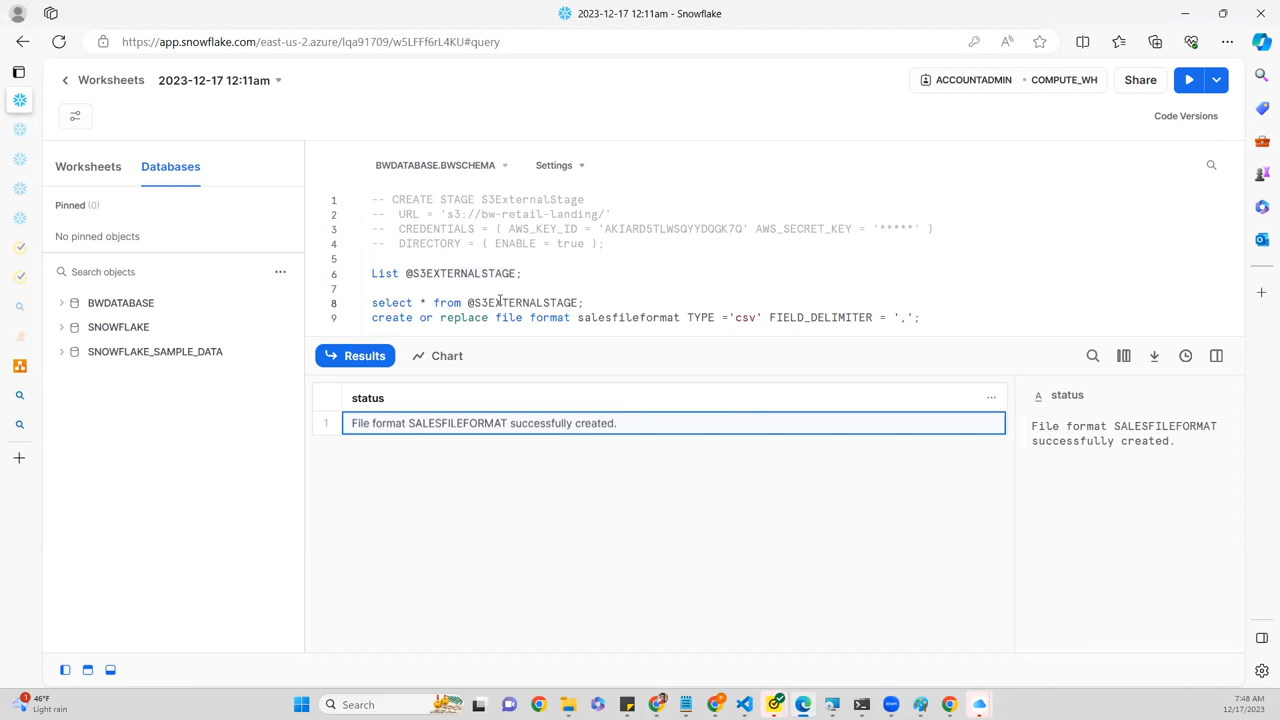 2023-12-17 12:11am - Snowflake
https://app.snowflake.com/east-us-2.azure/lqa91709/w5LFFf6rL4KU#query
Worksheets
2023-12-17 12:11am
ACCOUNTADMIN
COMPUTE_WH
Share
Code Versions
Worksheets
Databases
BWDATABASE.BWSCHEMA
Settings
Pinned (0)
No pinned objects
Search objects
BWDATABASE
SNOWFLAKE
SNOWFLAKE_SAMPLE_DATA
1 -- CREATE STAGE S3ExternalStage
2 -- URL = 's3://bw-retail-landing/'
3 -- CREDENTIALS = ( AWS_KEY_ID = 'AKIARD5TLWSQYYDQGK7Q' AWS_SECRET_KEY = '*****' )
4 -- DIRECTORY = ( ENABLE = true );
5
6 List @S3EXTERNALSTAGE;
7
8 select * from @S3EXTERNALSTAGE;
9 create or replace file format salesfileformat TYPE ='csv' FIELD_DELIMITER = ',';
Results
Chart
status
1 File format SALESFILEFORMAT successfully created.
A status
File format SALESFILEFORMAT
successfully created.
1
46°F
Light rain
Search
7:48 AM
12/17/2023